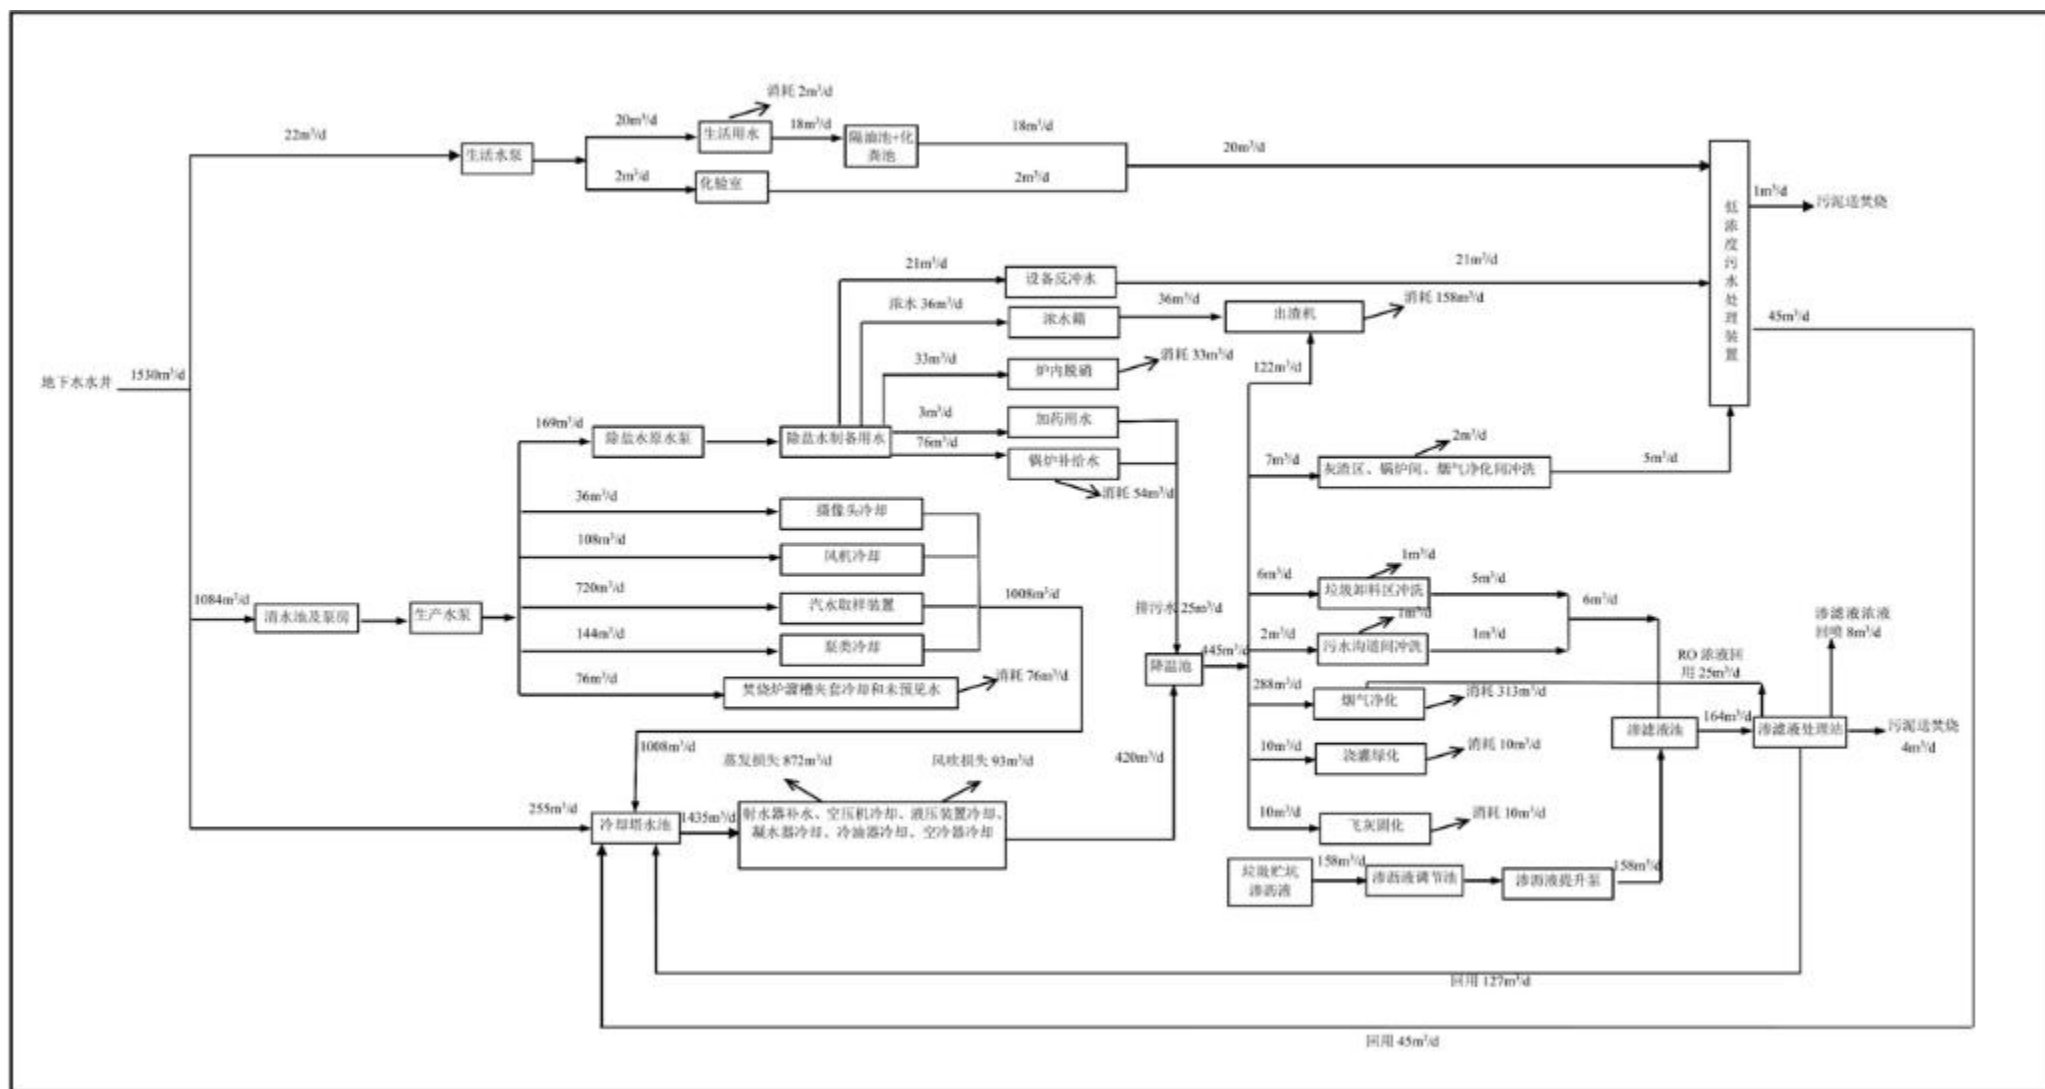 消耗 2m³/d
22m³/d
20m³/d
生活用水
18m³/d
隔油池+化
粪池
18m³/d
20m³/d
生活水泵
2m³/d
化验室
2m³/d
低浓度污水处理装置
1m³/d
污泥送焚烧
45m³/d
21m³/d
设备反冲水
21m³/d
浓水 36m³/d
浓水箱
36m³/d
出渣机
消耗 158m³/d
33m³/d
炉内脱硝
消耗 33m³/d
122m³/d
地下水水井
1530m³/d
169m³/d
除盐水原水泵
除盐水制备用水
3m³/d
加药用水
76m³/d
锅炉补给水
消耗 54m³/d
7m³/d
2m³/d
灰渣区、锅炉间、烟气净化间冲洗
5m³/d
36m³/d
摄像头冷却
108m³/d
风机冷却
720m³/d
汽水取样装置
1008m³/d
144m³/d
泵类冷却
76m³/d
焚烧炉溜槽夹套冷却和未预见水
消耗 76m³/d
1084m³/d
清水池及泵房
生产水泵
排污水 25m³/d
降温池
445m³/d
6m³/d
1m³/d
垃圾卸料区冲洗
5m³/d
6m³/d
2m³/d
1m³/d
污水沟道间冲洗
1m³/d
渗滤液浓液
回喷 8m³/d
RO 浓液回
用 25m³/d
288m³/d
烟气净化
消耗 313m³/d
渗滤液池
164m³/d
渗滤液处理站
污泥送焚烧
4m³/d
10m³/d
浇灌绿化
消耗 10m³/d
10m³/d
飞灰固化
消耗 10m³/d
1008m³/d
蒸发损失 872m³/d
风吹损失 93m³/d
420m³/d
255m³/d
冷却塔水池
1435m³/d
射水器补水、空压机冷却、液压装置冷却、
凝水器冷却、冷油器冷却、空冷器冷却
垃圾贮坑
渗沥液
158m³/d
渗沥液调节池
渗沥液提升泵
158m³/d
回用 127m³/d
回用 45m³/d